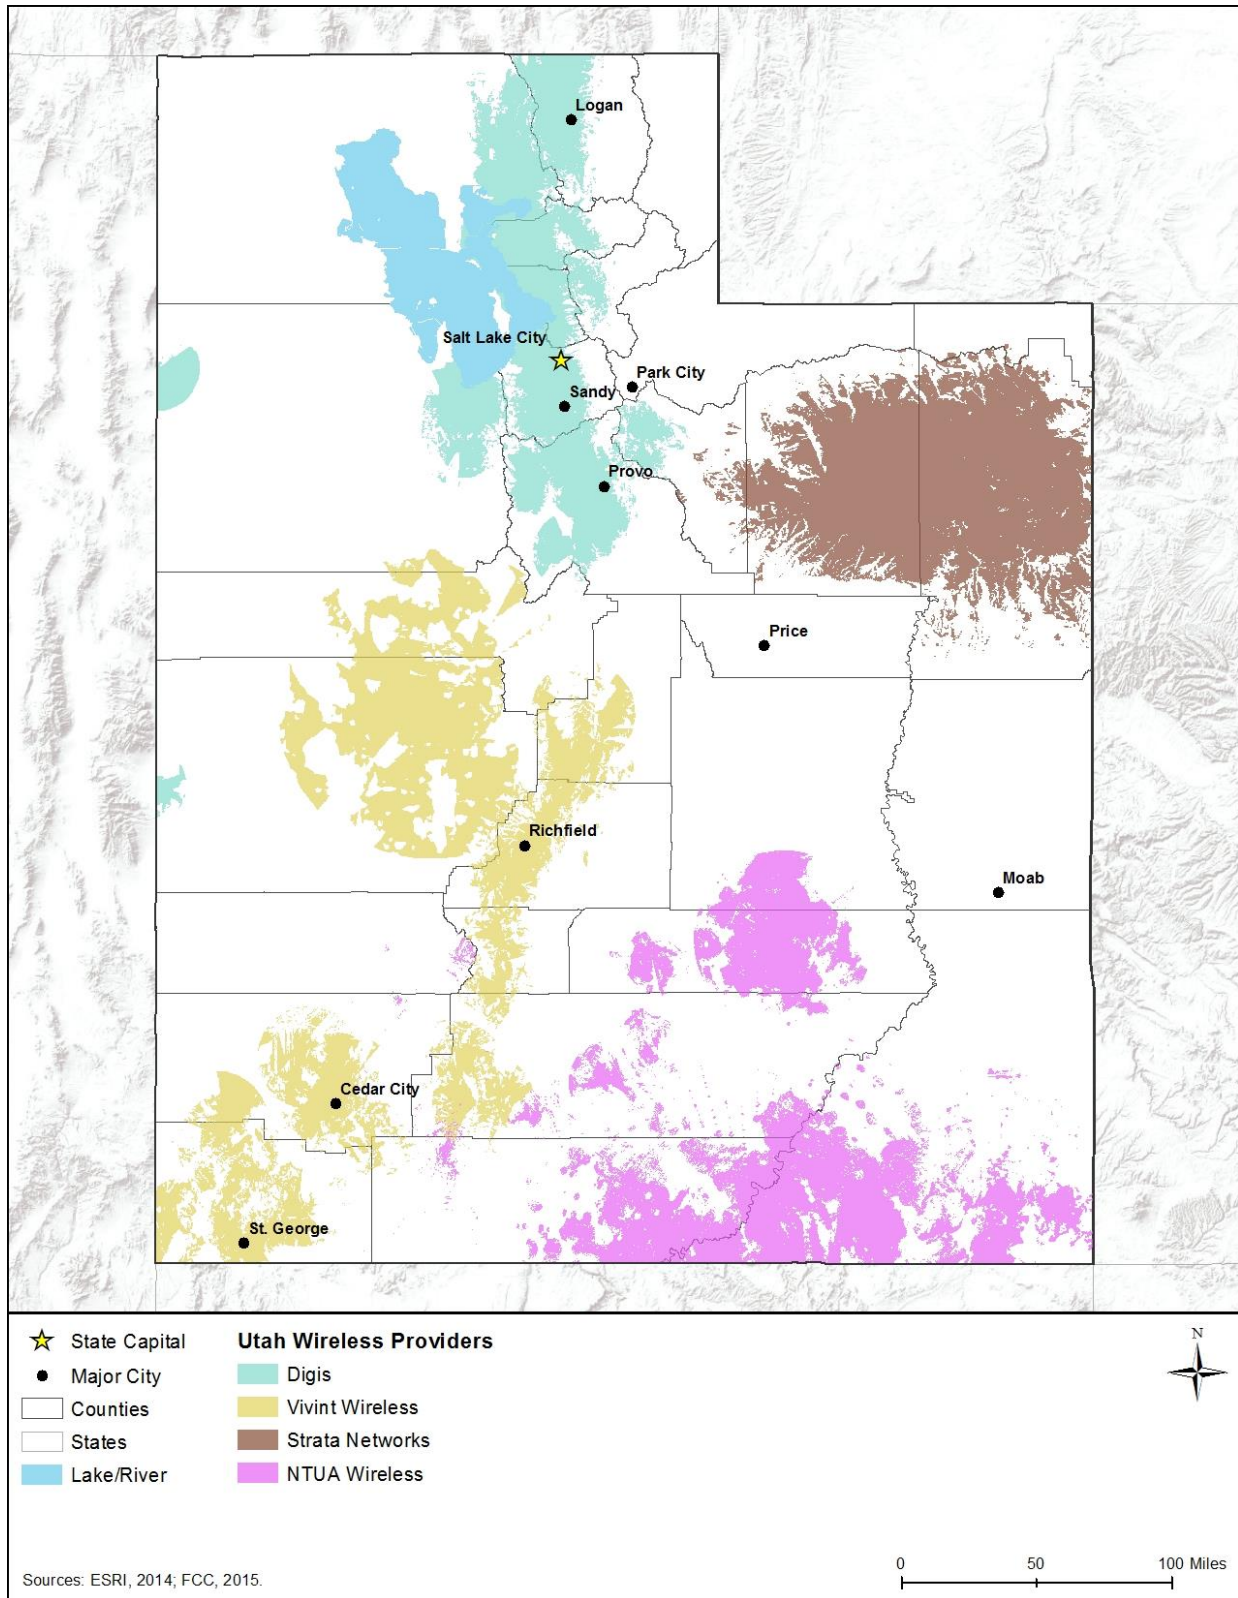 Logan
Salt Lake City
Park City
Sandy
Provo
Price
Richfield
Moab
Cedar City
St. George
State Capital
Major City
Counties
States
Lake/River
Utah Wireless Providers
Digis
Vivint Wireless
Strata Networks
NTUA Wireless
N
0 50 100 Miles
Sources: ESRI, 2014; FCC, 2015.